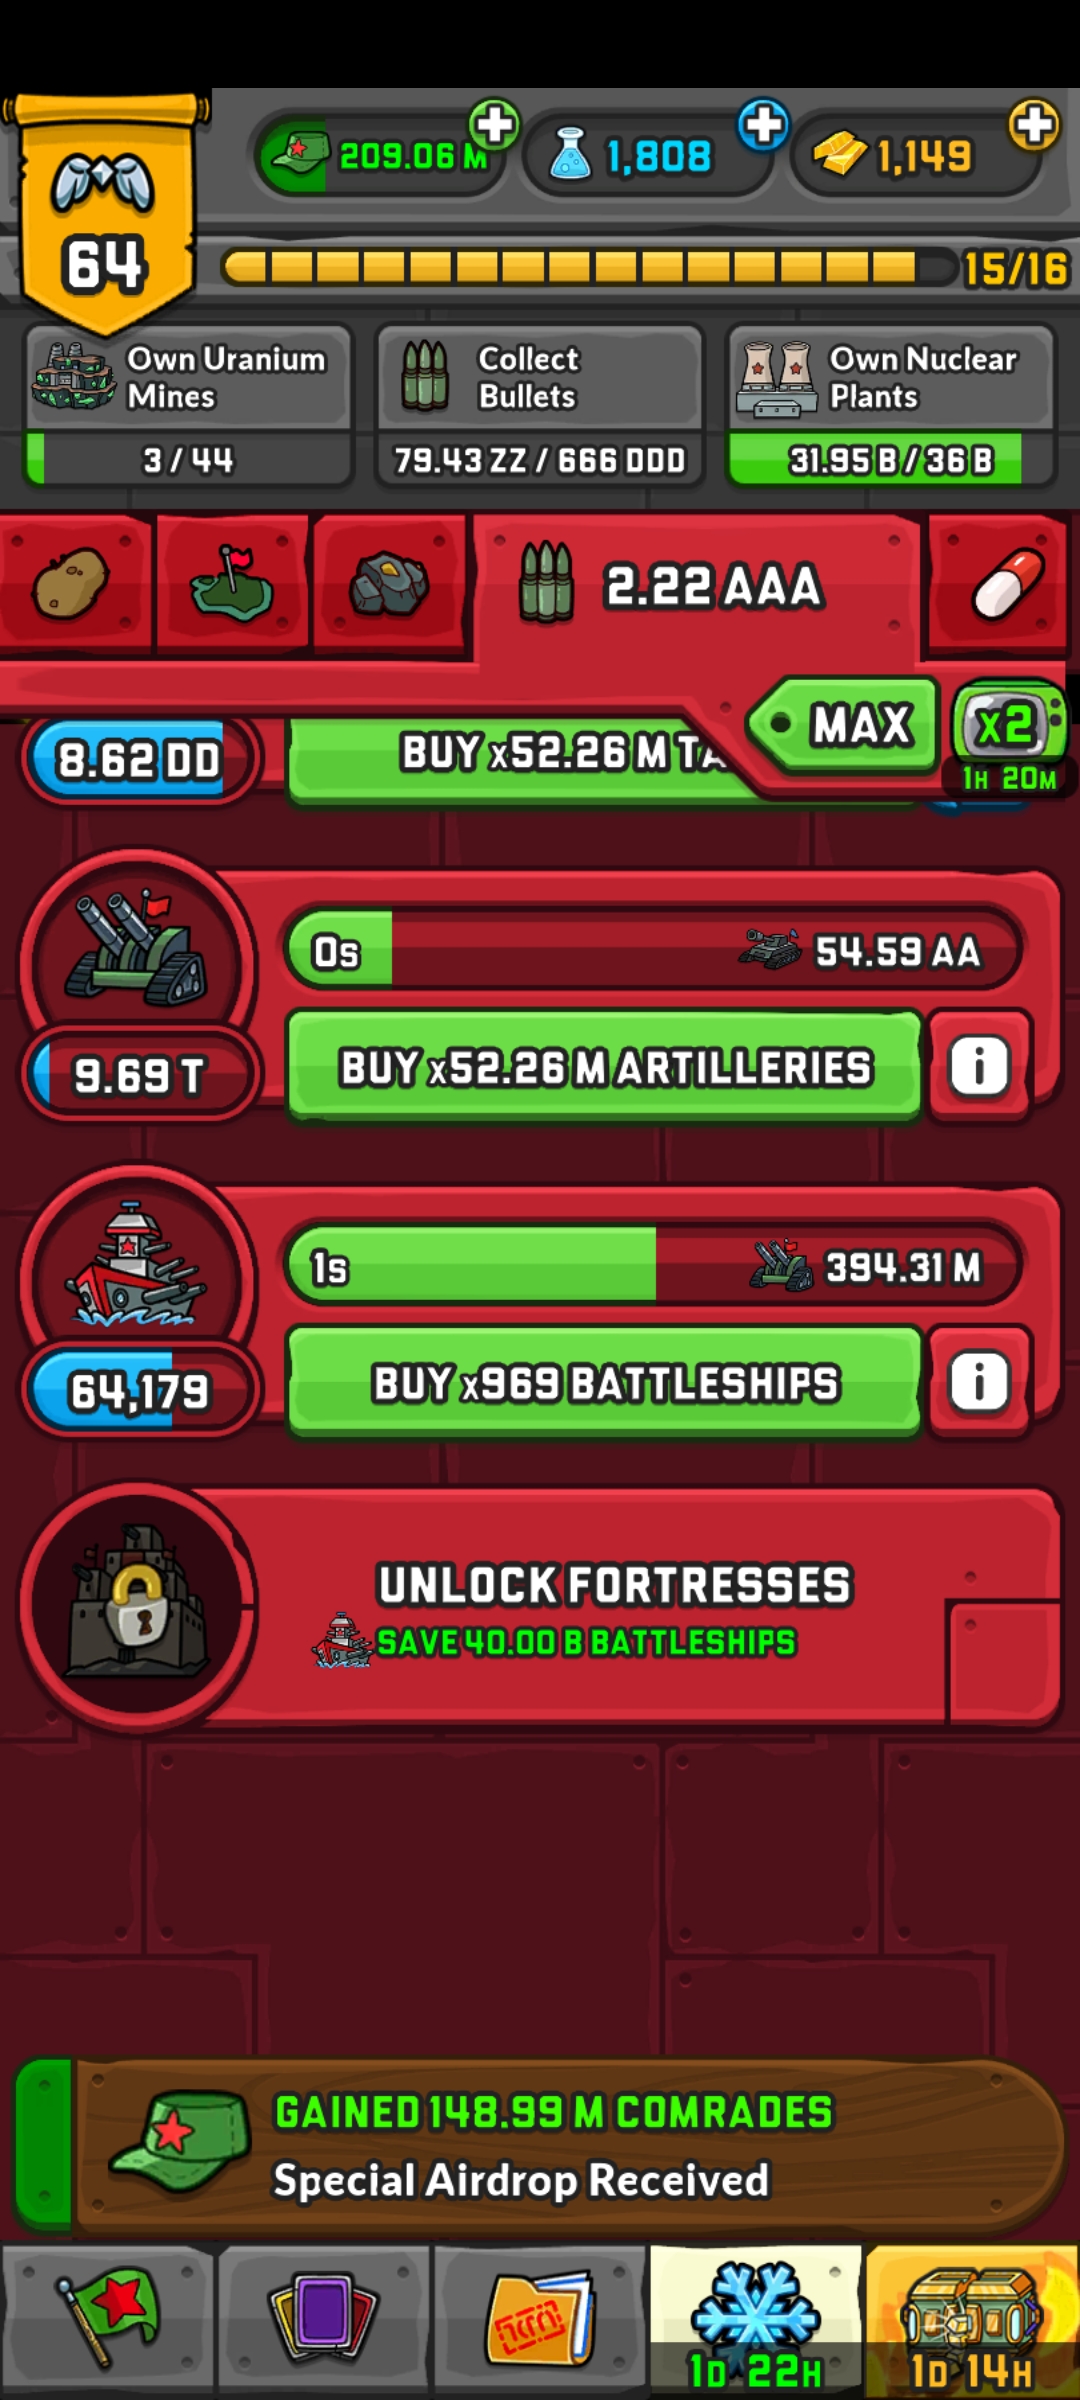 209.06 M
1,808
1,149
64
15/16
Own Uranium
Mines
3 / 44
Collect
Bullets
79.43 ZZ / 666 DDD
Own Nuclear
Plants
31.95 B / 36 B
2.22 AAA
MAX
x2
1H 20M
8.62 DD
BUY x52.26 M TA
0s
54.59 AA
9.69 T
BUY x52.26 M ARTILLERIES
i
1s
394.31 M
64,179
BUY x969 BATTLESHIPS
i
UNLOCK FORTRESSES
SAVE 40.00 B BATTLESHIPS
GAINED 148.99 M COMRADES
Special Airdrop Received
1D 22H
1D 14H